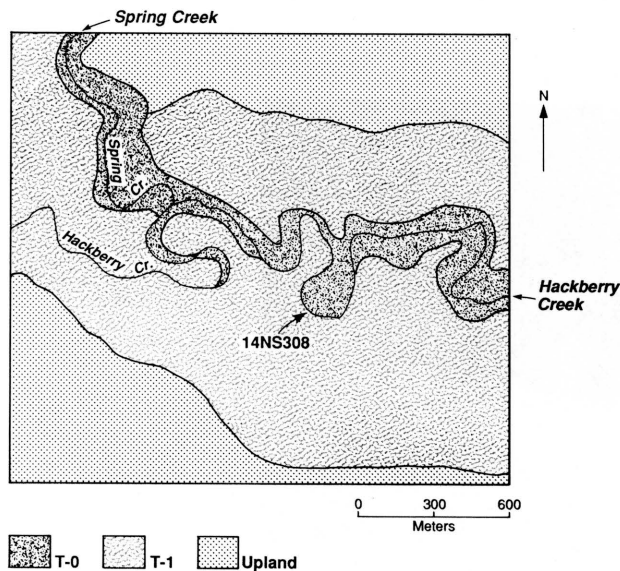 Spring Creek
N
Spring
Cr.
Hackberry Cr.
Hackberry
Creek
14NS308
0 300 600
Meters
T-0 T-1 Upland